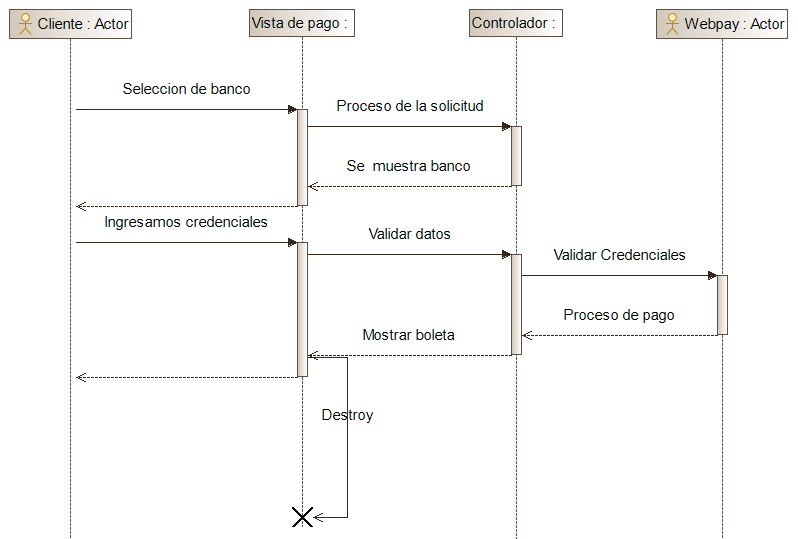 Cliente : Actor
Vista de pago :
Controlador :
Webpay : Actor
Seleccion de banco
Proceso de la solicitud
Se muestra banco
Ingresamos credenciales
Validar datos
Validar Credenciales
Proceso de pago
Mostrar boleta
Destroy